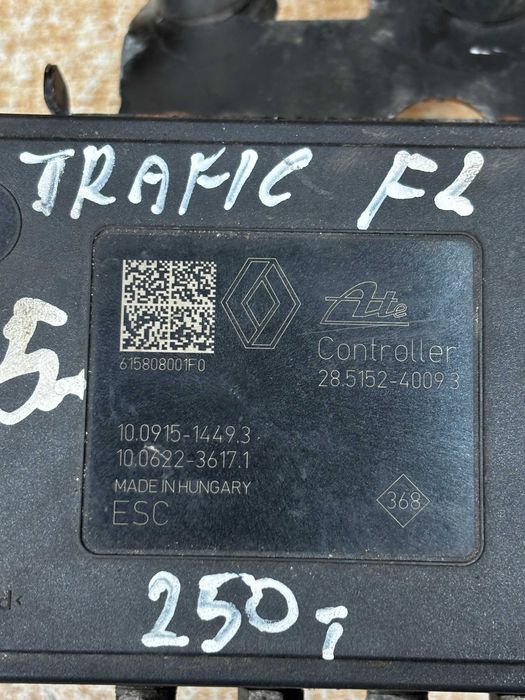 TRAFIC FL
5.
Ate
615808001F0
Controller
28.5152-4009.3
10.0915-1449.3
10.0622-3617.1
MADE IN HUNGARY
ESC
368
250